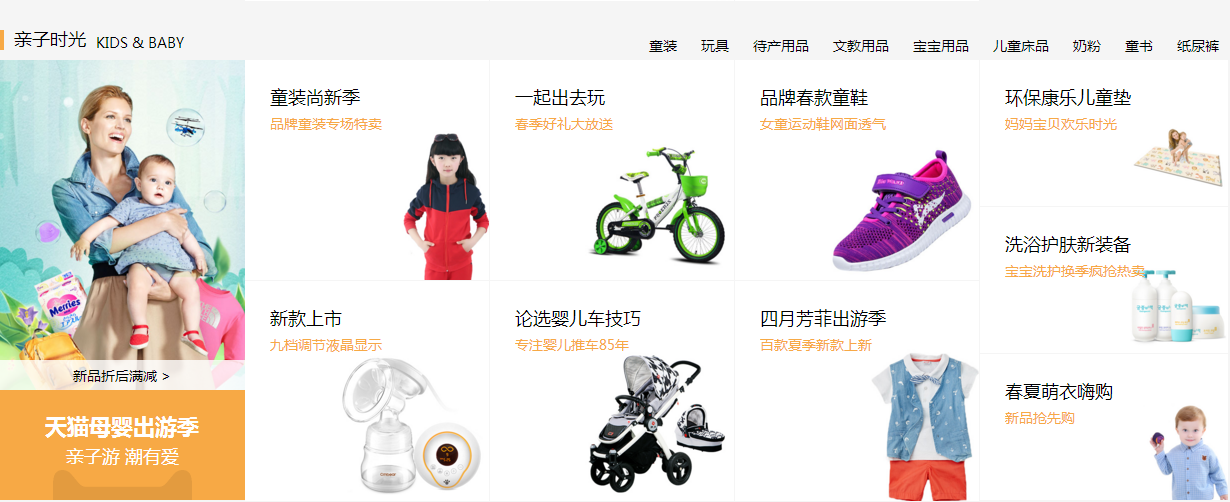 亲子时光 KIDS & BABY
童装 玩具 待产用品 文教用品 宝宝用品 儿童床品 奶粉 童书 纸尿裤
Merries
新品折后满减 >
天猫母婴出游季
亲子游 潮有爱
童装尚新季
品牌童装专场特卖
一起出去玩
春季好礼大放送
品牌春款童鞋
女童运动鞋网面透气
环保康乐儿童垫
妈妈宝贝欢乐时光
洗浴护肤新装备
宝宝洗护换季疯抢热卖
新款上市
九档调节液晶显示
论选婴儿车技巧
专注婴儿推车85年
四月芳菲出游季
百款夏季新款上新
春夏萌衣嗨购
新品抢先购